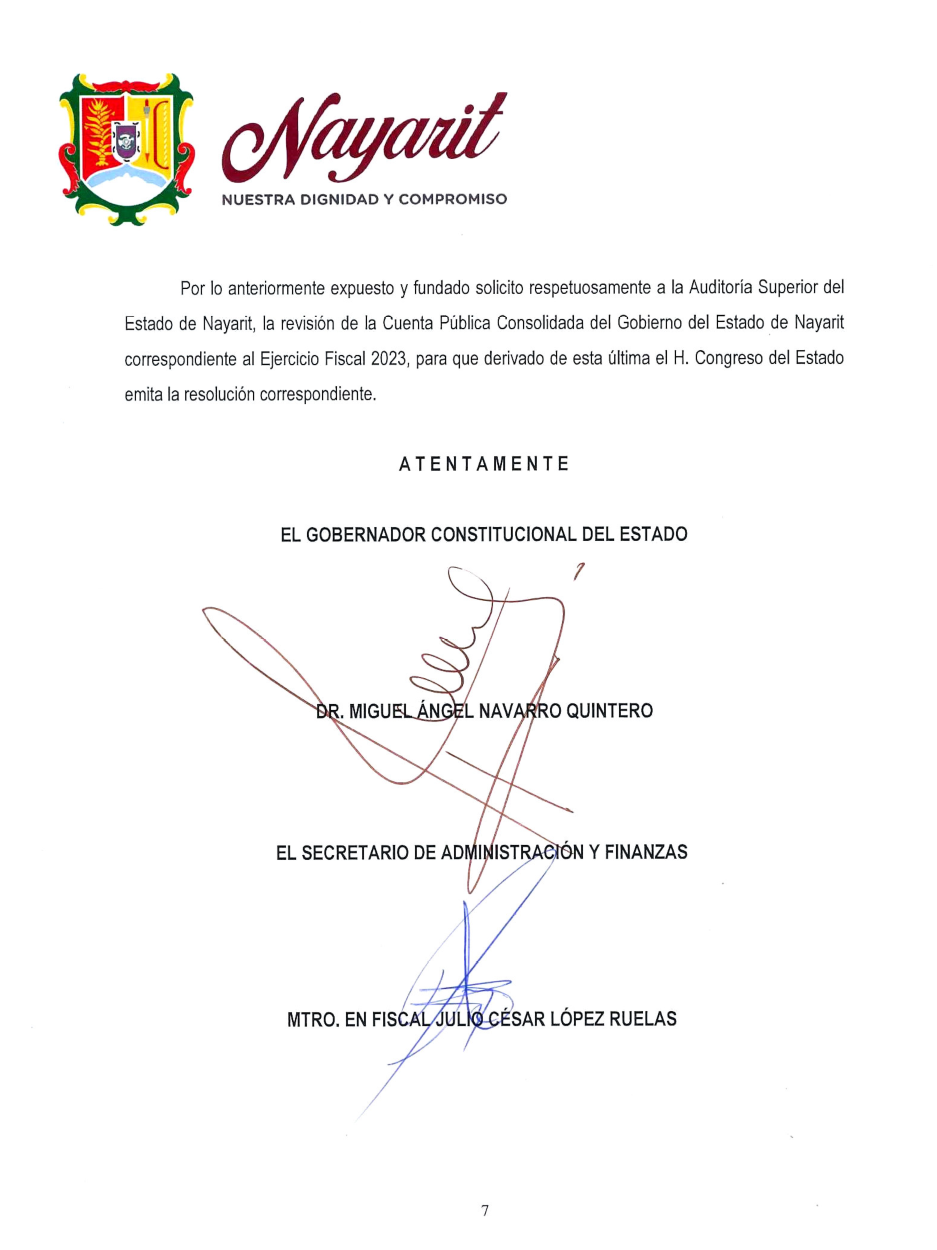 Nayarit
NUESTRA DIGNIDAD Y COMPROMISO
Por lo anteriormente expuesto y fundado solicito respetuosamente a la Auditoría Superior del
Estado de Nayarit, la revisión de la Cuenta Pública Consolidada del Gobierno del Estado de Nayarit
correspondiente al Ejercicio Fiscal 2023, para que derivado de esta última el H. Congreso del Estado
emita la resolución correspondiente.
A T E N T A M E N T E
EL GOBERNADOR CONSTITUCIONAL DEL ESTADO
DR. MIGUEL ÁNGEL NAVARRO QUINTERO
EL SECRETARIO DE ADMINISTRACIÓN Y FINANZAS
MTRO. EN FISCAL JULIO CÉSAR LÓPEZ RUELAS
7